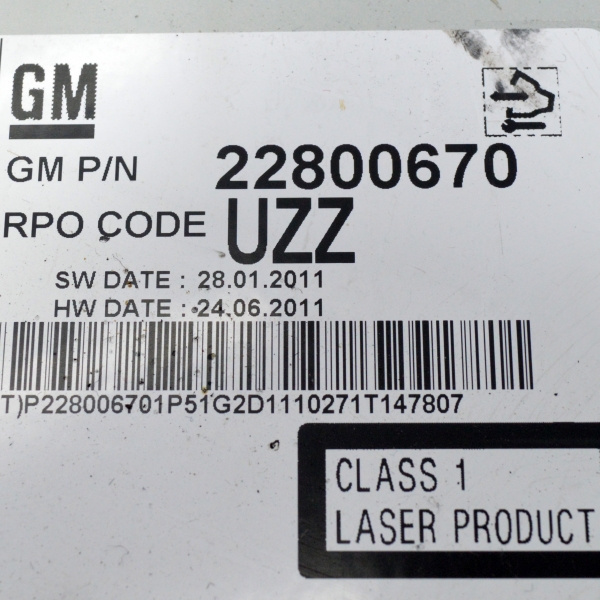 GM
GM P/N 22800670
RPO CODE UZZ
SW DATE : 28.01.2011
HW DATE : 24.06.2011
T)P228006701P51G2D1110271T147807
CLASS 1
LASER PRODUCT